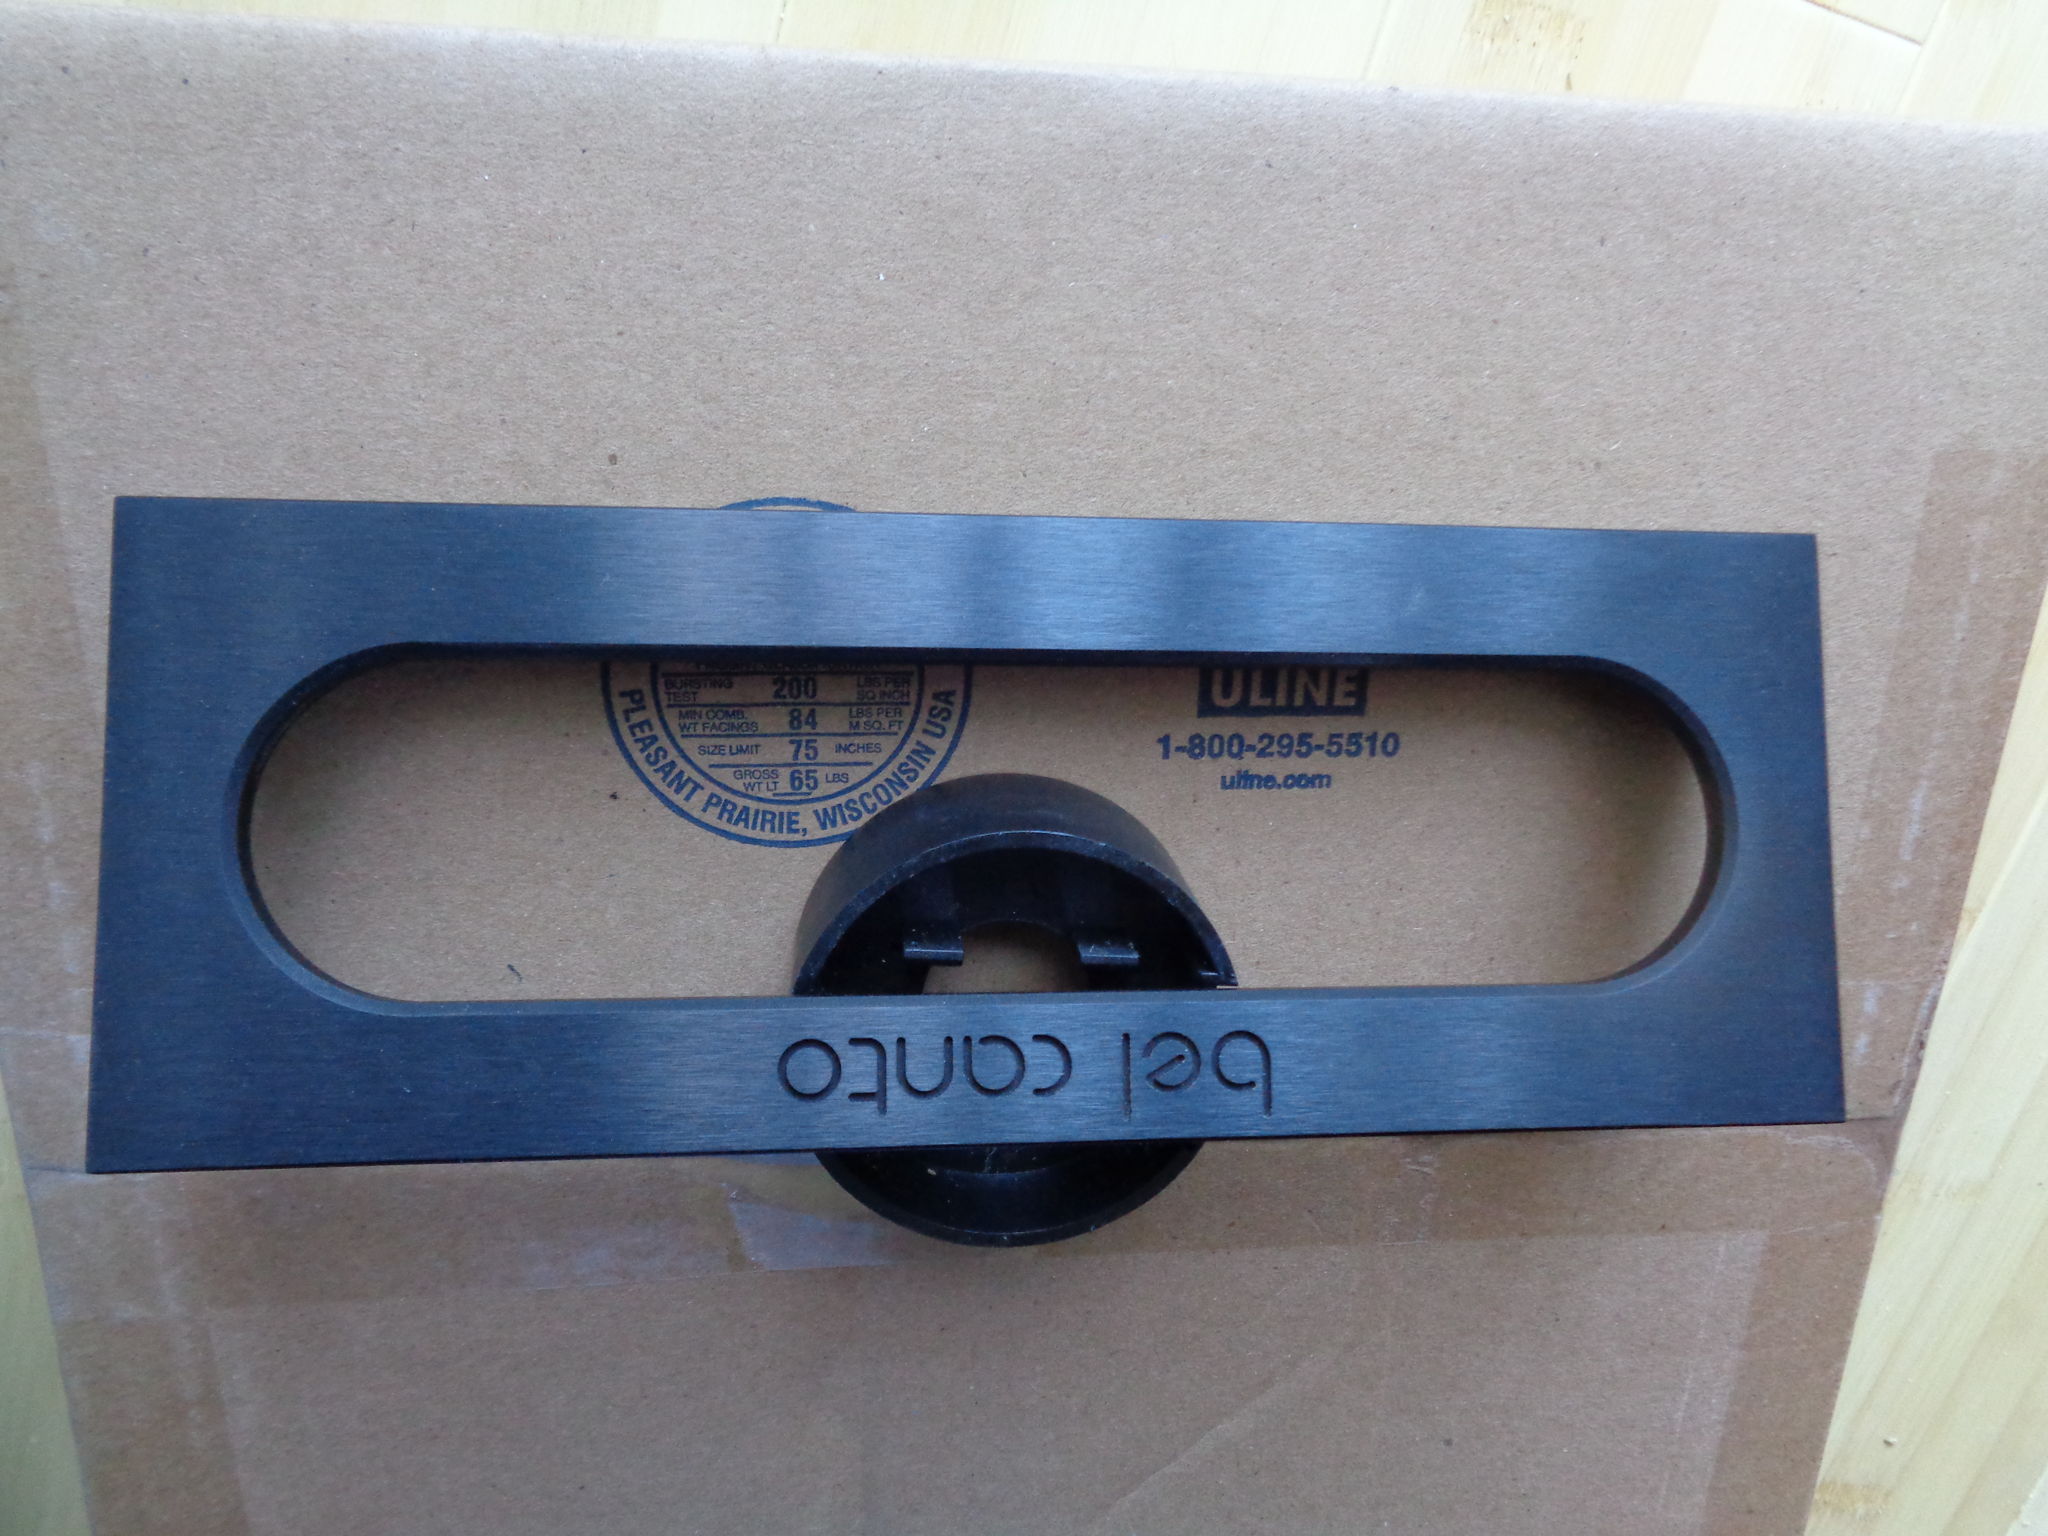 BURSTING TEST 200 LBS PER SQ INCH
MIN COMB. WT FACINGS 84 LBS PER M SQ. FT
SIZE LIMIT 75 INCHES
GROSS WT LT 65 LBS
PLEASANT PRAIRIE, WISCONSIN USA
ULINE
1-800-295-5510
uline.com
bel canto